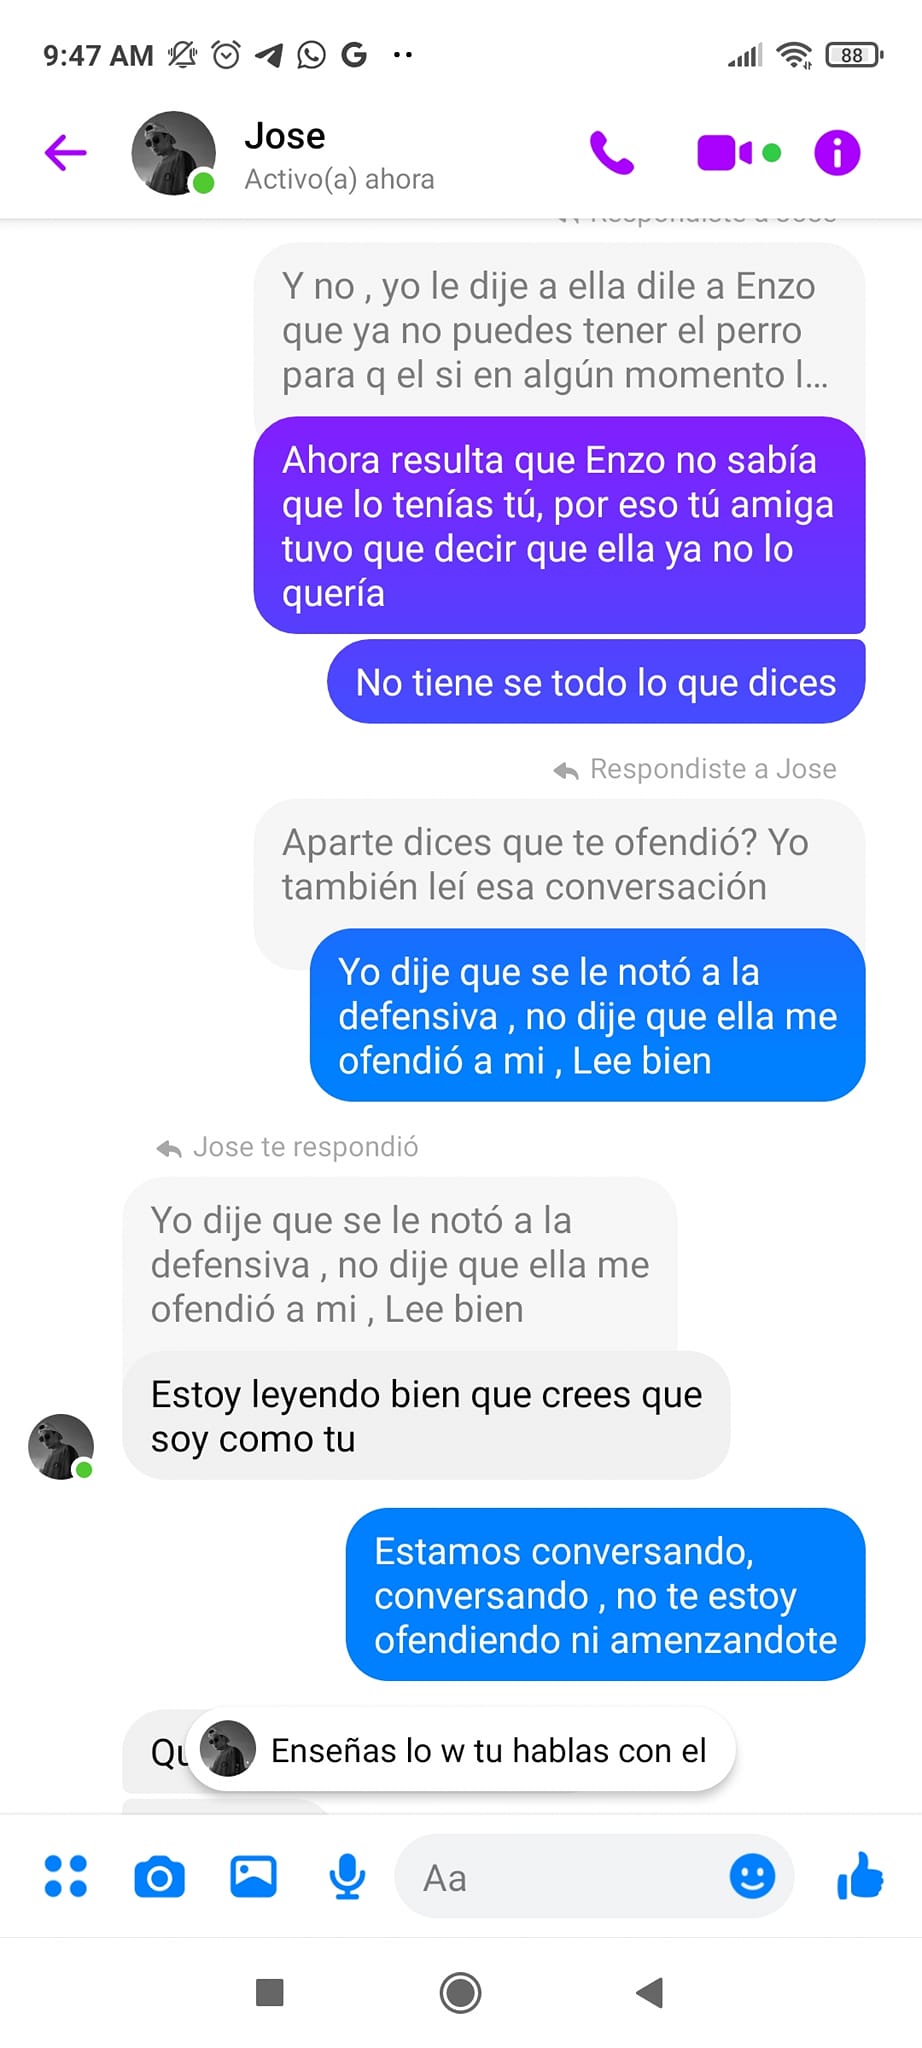 9:47 AM
88
Jose
Activo(a) ahora
Respondiste a Jose
Y no , yo le dije a ella dile a Enzo
que ya no puedes tener el perro
para q el si en algún momento l...
Ahora resulta que Enzo no sabía
que lo tenías tú, por eso tú amiga
tuvo que decir que ella ya no lo
quería
No tiene se todo lo que dices
Respondiste a Jose
Aparte dices que te ofendió? Yo
también leí esa conversación
Yo dije que se le notó a la
defensiva , no dije que ella me
ofendió a mi , Lee bien
Jose te respondió
Yo dije que se le notó a la
defensiva , no dije que ella me
ofendió a mi , Lee bien
Estoy leyendo bien que crees que
soy como tu
Estamos conversando,
conversando , no te estoy
ofendiendo ni amenzandote
Enseñas lo w tu hablas con el
Aa